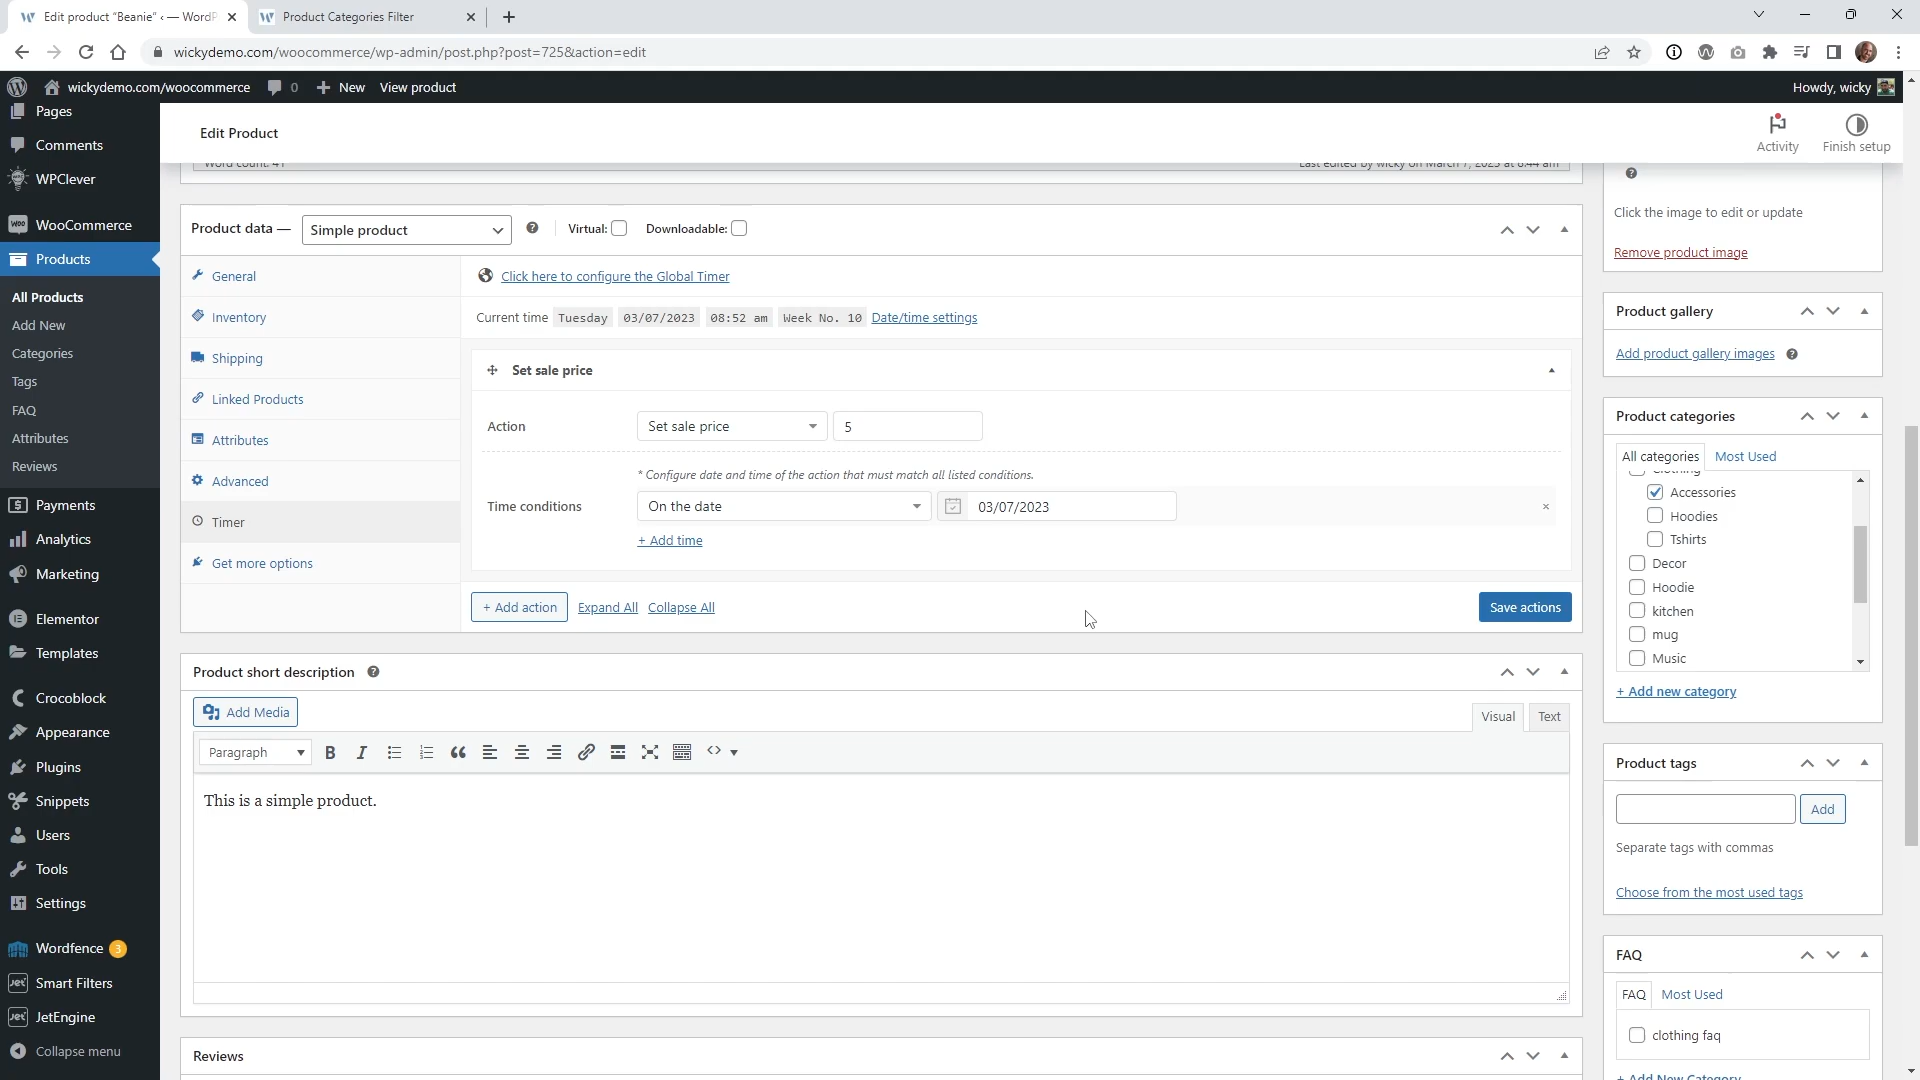 Edit product "Beanie" ‹ — WordP
Product Categories Filter
wickydemo.com/woocommerce/wp-admin/post.php?post=725&action=edit
wickydemo.com/woocommerce
0
New
View product
Howdy, wicky
Pages
Comments
WPClever
WooCommerce
Products
All Products
Add New
Categories
Tags
FAQ
Attributes
Reviews
Payments
Analytics
Marketing
Elementor
Templates
Crocoblock
Appearance
Plugins
Snippets
Users
Tools
Settings
Wordfence 3
Smart Filters
JetEngine
Collapse menu
Edit Product
Activity
Finish setup
Word count: 41
Last edited by wicky on March 7, 2023 at 8:44 am
Product data —
Simple product
Virtual:
Downloadable:
General
Inventory
Shipping
Linked Products
Attributes
Advanced
Timer
Get more options
Click here to configure the Global Timer
Current time Tuesday 03/07/2023 08:52 am Week No. 10 Date/time settings
Set sale price
Action
Set sale price
5
* Configure date and time of the action that must match all listed conditions.
Time conditions
On the date
03/07/2023
×
+ Add time
+ Add action
Expand All
Collapse All
Save actions
Product short description
Add Media
Visual
Text
Paragraph
This is a simple product.
Reviews
Click the image to edit or update
Remove product image
Product gallery
Add product gallery images
Product categories
All categories
Most Used
Clothing
Accessories
Hoodies
Tshirts
Decor
Hoodie
kitchen
mug
Music
+ Add new category
Product tags
Add
Separate tags with commas
Choose from the most used tags
FAQ
FAQ
Most Used
clothing faq
+ Add New Category